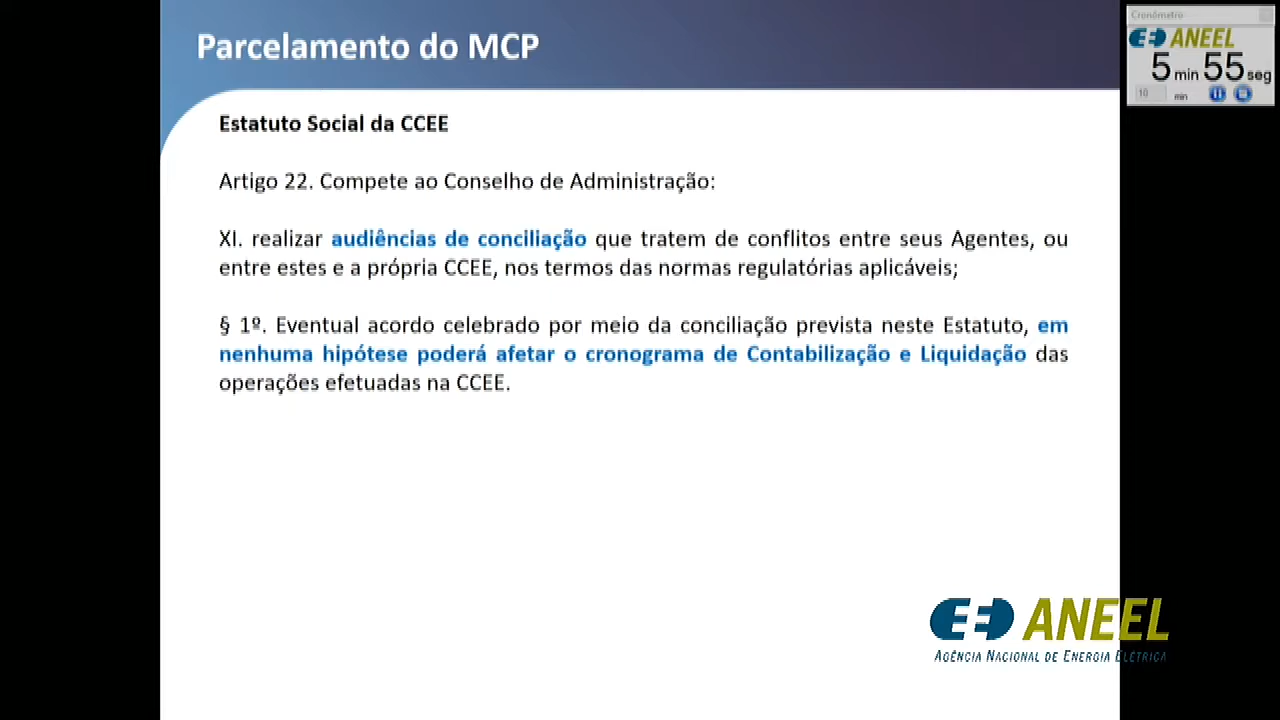 Parcelamento do MCP
Cronômetro
ANEEL
5 min 55 seg
10 min
Estatuto Social da CCEE
Artigo 22. Compete ao Conselho de Administração:
XI. realizar audiências de conciliação que tratem de conflitos entre seus Agentes, ou
entre estes e a própria CCEE, nos termos das normas regulatórias aplicáveis;
§ 1º. Eventual acordo celebrado por meio da conciliação prevista neste Estatuto, em
nenhuma hipótese poderá afetar o cronograma de Contabilização e Liquidação das
operações efetuadas na CCEE.
ANEEL
AGÊNCIA NACIONAL DE ENERGIA ELÉTRICA